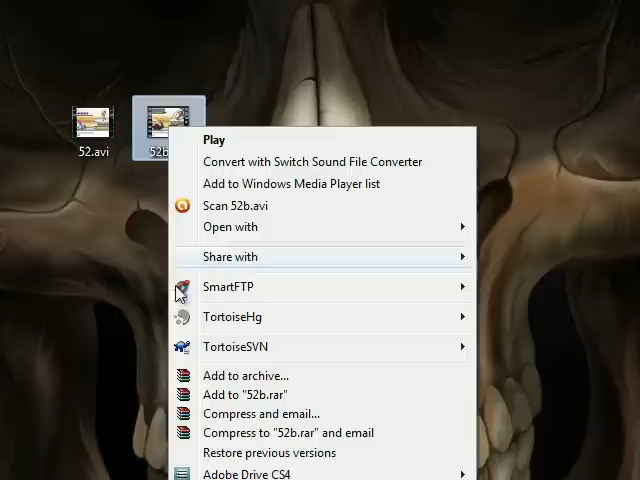 52.avi
52b
Play
Convert with Switch Sound File Converter
Add to Windows Media Player list
Scan 52b.avi
Open with
Share with
SmartFTP
TortoiseHg
TortoiseSVN
Add to archive...
Add to "52b.rar"
Compress and email...
Compress to "52b.rar" and email
Restore previous versions
Adobe Drive CS4